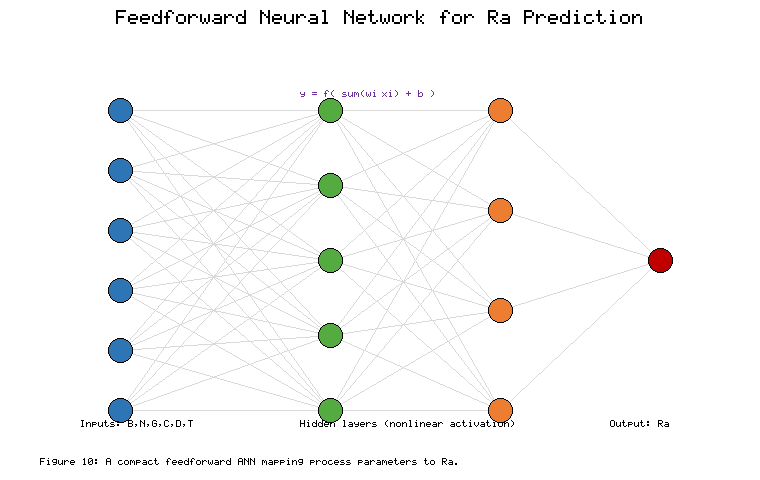 Feedforward Neural Network for Ra Prediction
y = f( sum(wi xi) + b )
Inputs: B,N,G,C,D,T
Hidden layers (nonlinear activation)
Output: Ra
Figure 10: A compact feedforward ANN mapping process parameters to Ra.